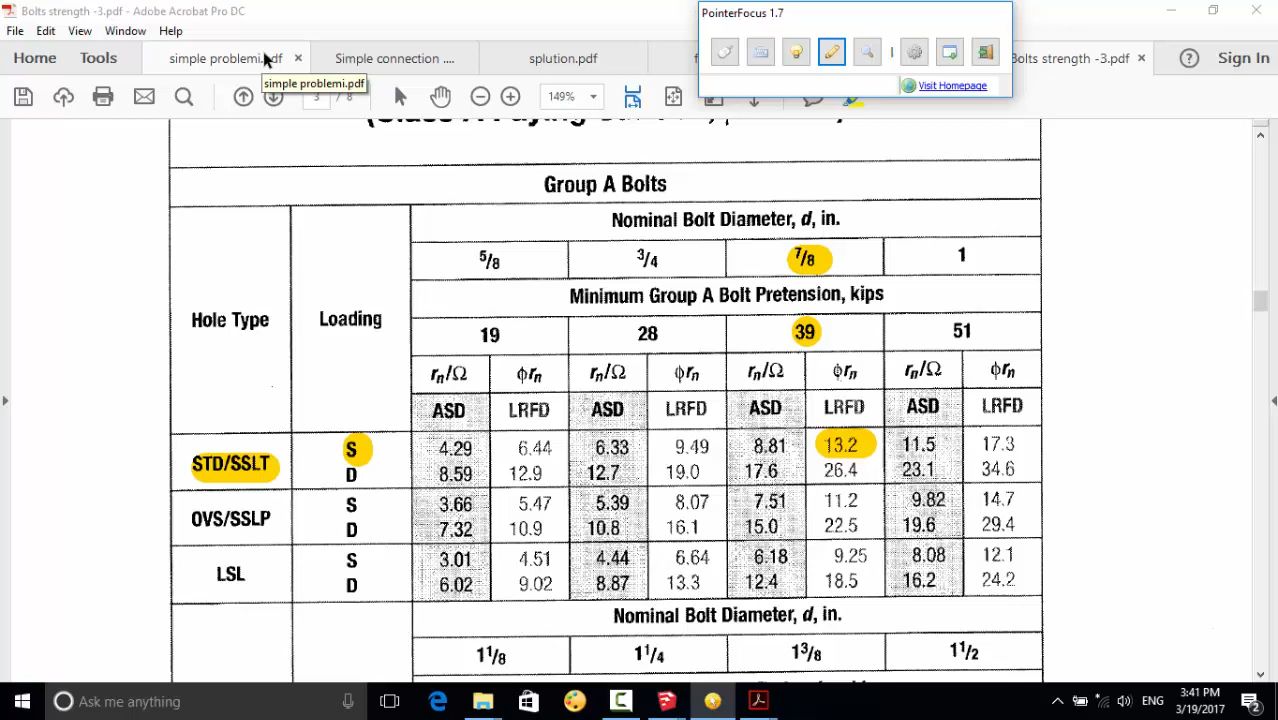 Bolts strength -3.pdf - Adobe Acrobat Pro DC
PointerFocus 1.7
File Edit View Window Help
Home Tools simple problemi.pdf × Simple connection .... splution.pdf Bolts strength -3.pdf × Sign In
Visit Homepage
simple problemi.pdf
3 / 8 149%
Group A Bolts
Hole Type Loading Nominal Bolt Diameter, d, in.
5/8 3/4 7/8 1
Minimum Group A Bolt Pretension, kips
19 28 39 51
rn/Ω ϕrn rn/Ω ϕrn rn/Ω ϕrn rn/Ω ϕrn
ASD LRFD ASD LRFD ASD LRFD ASD LRFD
STD/SSLT S 4.29 6.44 6.33 9.49 8.81 13.2 11.5 17.3
D 8.59 12.9 12.7 19.0 17.6 26.4 23.1 34.6
OVS/SSLP S 3.66 5.47 5.39 8.07 7.51 11.2 9.82 14.7
D 7.32 10.9 10.8 16.1 15.0 22.5 19.6 29.4
LSL S 3.01 4.51 4.44 6.64 6.18 9.25 8.08 12.1
D 6.02 9.02 8.87 13.3 12.4 18.5 16.2 24.2
Nominal Bolt Diameter, d, in.
1 1/8 1 1/4 1 3/8 1 1/2
Ask me anything
ENG
3:41 PM
3/19/2017
2